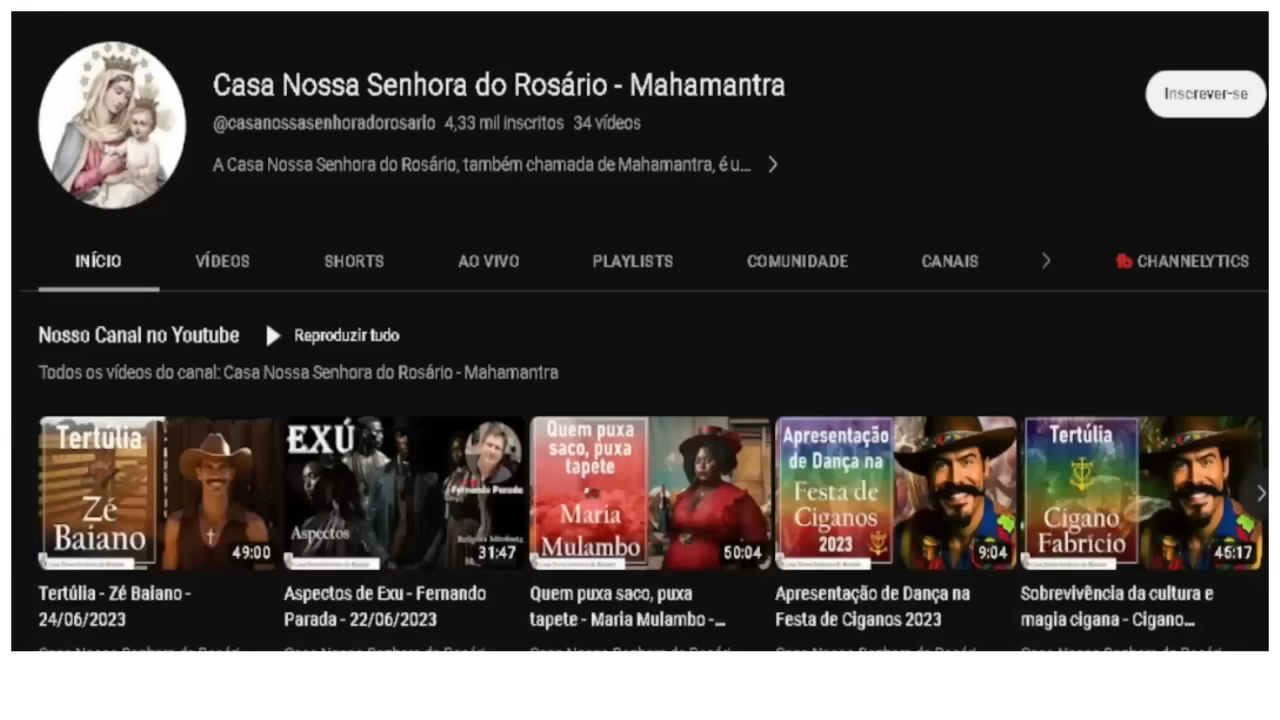 Casa Nossa Senhora do Rosário - Mahamantra
Inscrever-se
@casanossasenhoradorosario 4,33 mil inscritos 34 vídeos
A Casa Nossa Senhora do Rosário, também chamada de Mahamantra, é u...
INÍCIO VÍDEOS SHORTS AO VIVO PLAYLISTS COMUNIDADE CANAIS CHANNELYTICS
Nosso Canal no Youtube Reproduzir tudo
Todos os vídeos do canal: Casa Nossa Senhora do Rosário - Mahamantra
Tertúlia
Zé
Baiano
49:00
EXÚ
Fernando Parada
Aspectos
31:47
Quem puxa
saco, puxa
tapete
Maria
Mulambo
50:04
Apresentação
de Dança na
Festa de
Ciganos
2023
9:04
Tertúlia
Cigano
Fabrício
45:17
Tertúlia - Zé Baiano -
24/06/2023
Aspectos de Exu - Fernando
Parada - 22/06/2023
Quem puxa saco, puxa
tapete - Maria Mulambo -...
Apresentação de Dança na
Festa de Ciganos 2023
Sobrevivência da cultura e
magia cigana - Cigano...